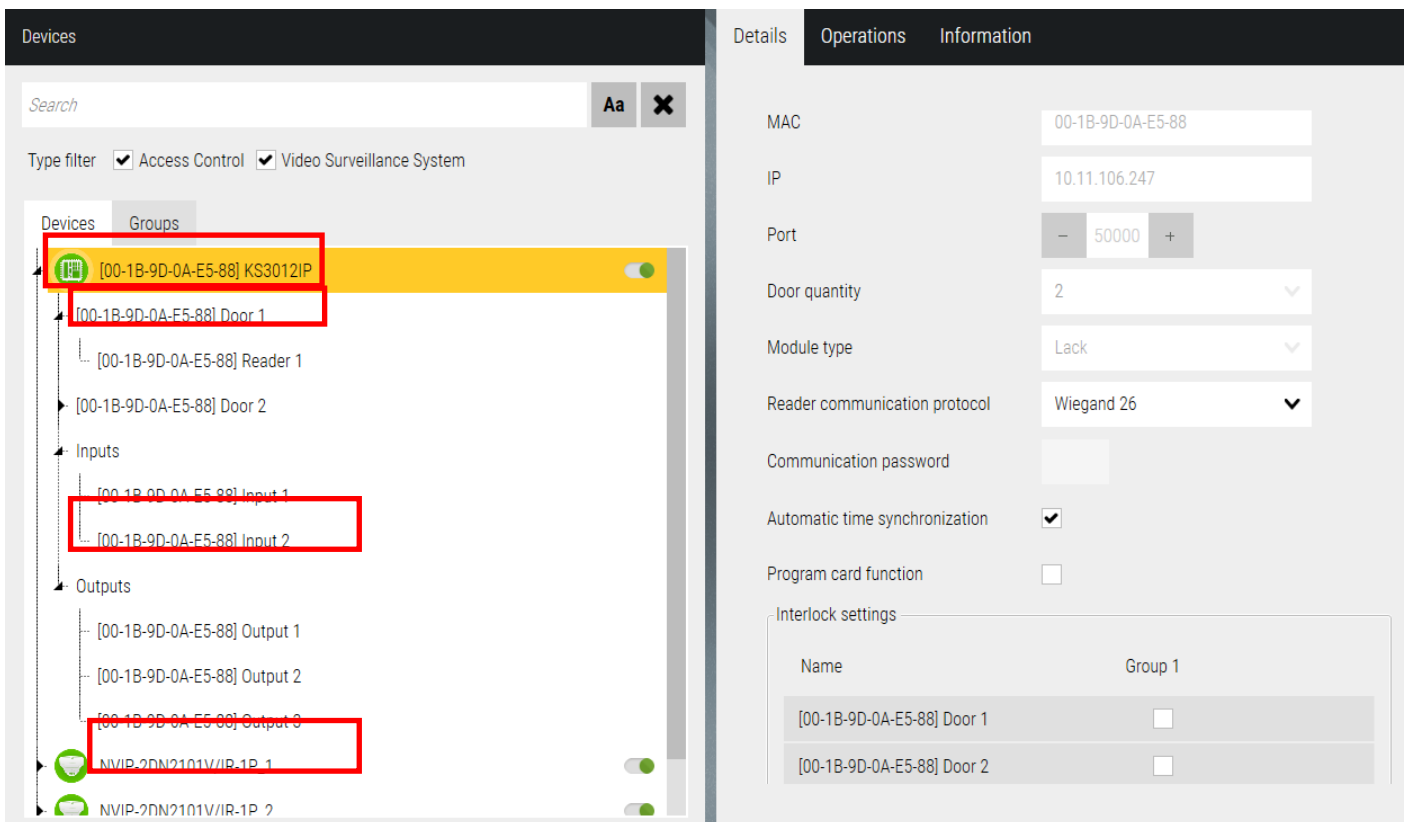 Devices
Search
Aa
Type filter Access Control Video Surveillance System
Devices Groups
[00-1B-9D-0A-E5-88] KS3012IP
[00-1B-9D-0A-E5-88] Door 1
[00-1B-9D-0A-E5-88] Reader 1
[00-1B-9D-0A-E5-88] Door 2
Inputs
[00-1B-9D-0A-E5-88] Input 1
[00-1B-9D-0A-E5-88] Input 2
Outputs
[00-1B-9D-0A-E5-88] Output 1
[00-1B-9D-0A-E5-88] Output 2
[00-1B-9D-0A-E5-88] Output 3
NVIP-2DN2101V/IR-1P_1
NVIP-2DN2101V/IR-1P_2
Details Operations Information
MAC 00-1B-9D-0A-E5-88
IP 10.11.106.247
Port - 50000 +
Door quantity 2
Module type Lack
Reader communication protocol Wiegand 26
Communication password
Automatic time synchronization
Program card function
Interlock settings
Name Group 1
[00-1B-9D-0A-E5-88] Door 1
[00-1B-9D-0A-E5-88] Door 2